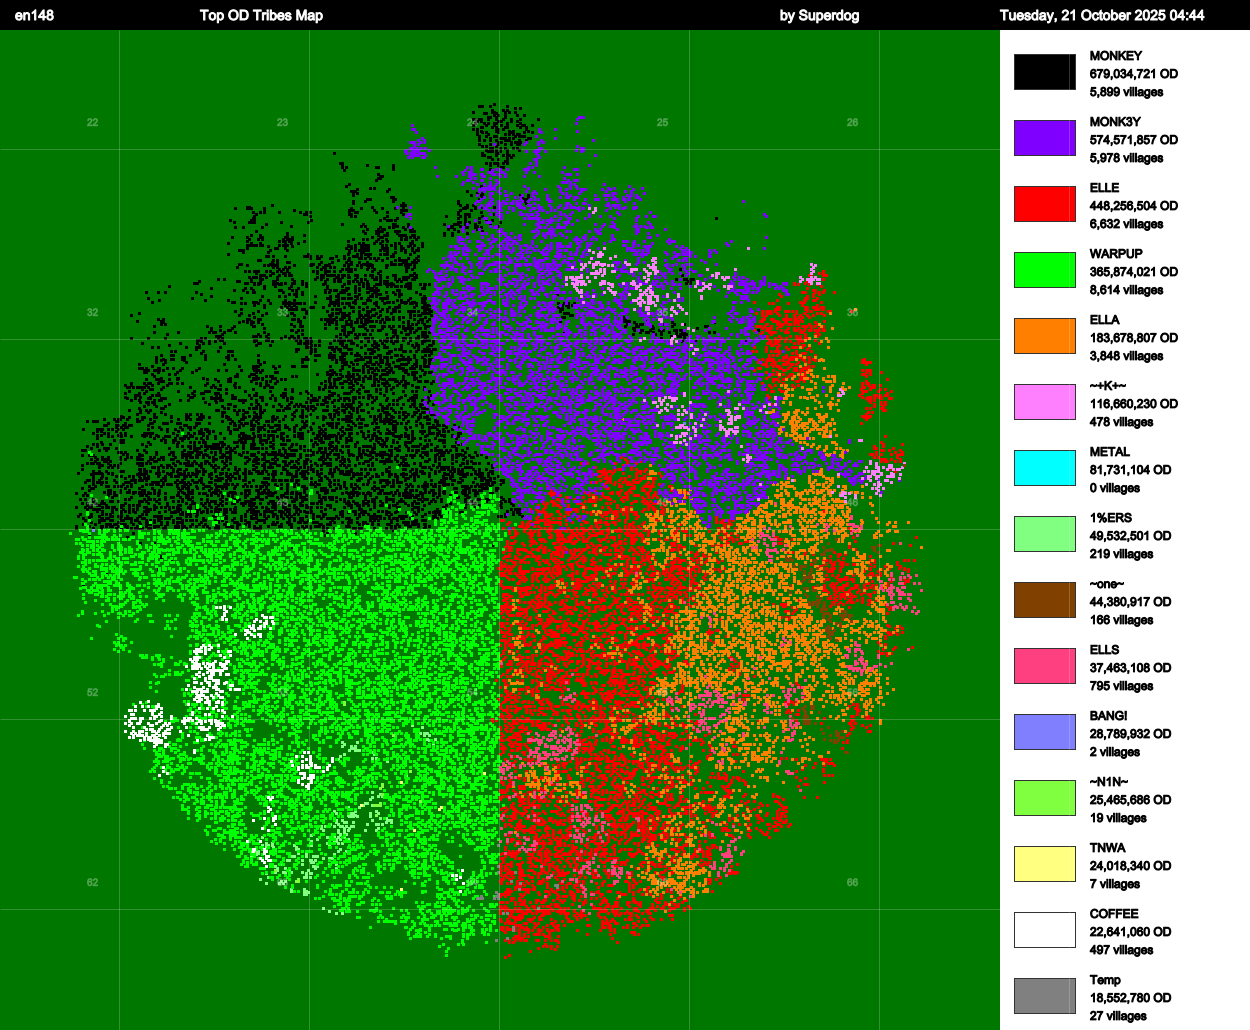 en148 Top OD Tribes Map by Superdog Tuesday, 21 October 2025 04:44
MONKEY
679,034,721 OD
5,899 villages
MONK3Y
574,571,857 OD
5,978 villages
ELLE
448,256,504 OD
6,632 villages
WARPUP
365,874,021 OD
8,614 villages
ELLA
183,678,807 OD
3,848 villages
~+K+~
116,660,230 OD
478 villages
METAL
81,731,104 OD
0 villages
1%ERS
49,532,501 OD
219 villages
~one~
44,380,917 OD
166 villages
ELLS
37,463,108 OD
795 villages
BANG!
28,789,932 OD
2 villages
~N1N~
25,465,686 OD
19 villages
TNWA
24,018,340 OD
7 villages
COFFEE
22,641,060 OD
497 villages
Temp
18,552,780 OD
27 villages
22 23 25 26
32 33 34
52
62 66